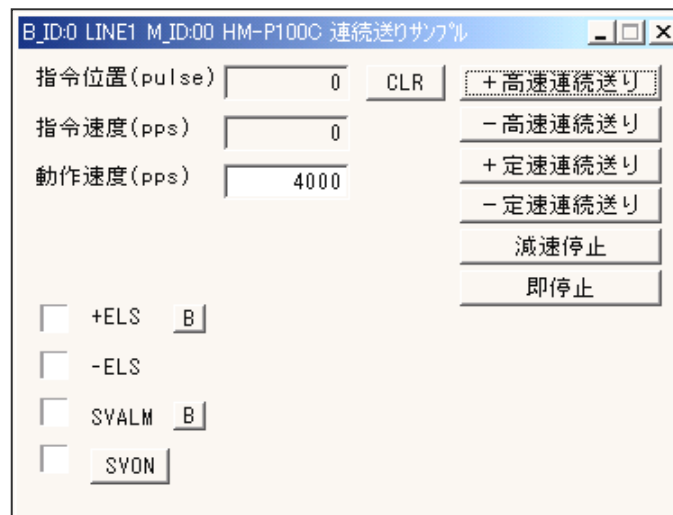 B_ID:0 LINE1 M_ID:00 HM-P100C 連続送りサンプル
指令位置(pulse) 0 CLR +高速連続送り
指令速度(pps) 0 -高速連続送り
+定速連続送り
動作速度(pps) 4000
-定速連続送り
減速停止
即停止
+ELS B
-ELS
SVALM B
SVON